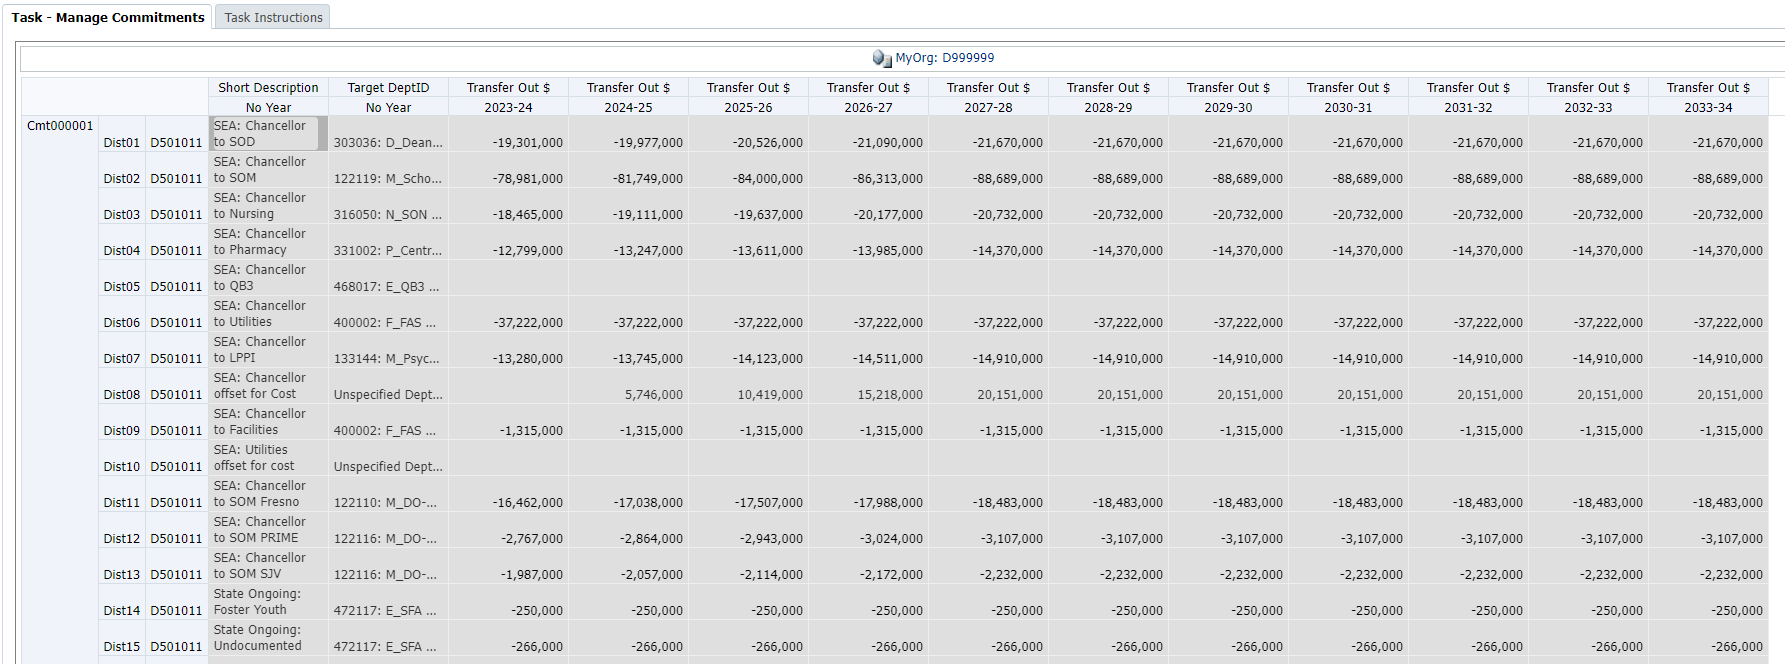 Task - Manage Commitments Task Instructions
MyOrg: D999999
Short Description Target DeptID Transfer Out $ Transfer Out $ Transfer Out $ Transfer Out $ Transfer Out $ Transfer Out $ Transfer Out $ Transfer Out $ Transfer Out $ Transfer Out $ Transfer Out $
No Year No Year 2023-24 2024-25 2025-26 2026-27 2027-28 2028-29 2029-30 2030-31 2031-32 2032-33 2033-34
Cmt000001 SEA: Chancellor
Dist01 D501011 to SOD 303036: D_Dean... -19,301,000 -19,977,000 -20,526,000 -21,090,000 -21,670,000 -21,670,000 -21,670,000 -21,670,000 -21,670,000 -21,670,000 -21,670,000
SEA: Chancellor
Dist02 D501011 to SOM 122119: M_Scho... -78,981,000 -81,749,000 -84,000,000 -86,313,000 -88,689,000 -88,689,000 -88,689,000 -88,689,000 -88,689,000 -88,689,000 -88,689,000
SEA: Chancellor
Dist03 D501011 to Nursing 316050: N_SON ... -18,465,000 -19,111,000 -19,637,000 -20,177,000 -20,732,000 -20,732,000 -20,732,000 -20,732,000 -20,732,000 -20,732,000 -20,732,000
SEA: Chancellor
Dist04 D501011 to Pharmacy 331002: P_Centr... -12,799,000 -13,247,000 -13,611,000 -13,985,000 -14,370,000 -14,370,000 -14,370,000 -14,370,000 -14,370,000 -14,370,000 -14,370,000
SEA: Chancellor
Dist05 D501011 to QB3 468017: E_QB3 ...
SEA: Chancellor
Dist06 D501011 to Utilities 400002: F_FAS ... -37,222,000 -37,222,000 -37,222,000 -37,222,000 -37,222,000 -37,222,000 -37,222,000 -37,222,000 -37,222,000 -37,222,000 -37,222,000
SEA: Chancellor
Dist07 D501011 to LPPI 133144: M_Psyc... -13,280,000 -13,745,000 -14,123,000 -14,511,000 -14,910,000 -14,910,000 -14,910,000 -14,910,000 -14,910,000 -14,910,000 -14,910,000
SEA: Chancellor
Dist08 D501011 offset for Cost Unspecified Dept... 5,746,000 10,419,000 15,218,000 20,151,000 20,151,000 20,151,000 20,151,000 20,151,000 20,151,000 20,151,000
SEA: Chancellor
Dist09 D501011 to Facilities 400002: F_FAS ... -1,315,000 -1,315,000 -1,315,000 -1,315,000 -1,315,000 -1,315,000 -1,315,000 -1,315,000 -1,315,000 -1,315,000 -1,315,000
SEA: Utilities
Dist10 D501011 offset for cost Unspecified Dept...
SEA: Chancellor
Dist11 D501011 to SOM Fresno 122110: M_DO-... -16,462,000 -17,038,000 -17,507,000 -17,988,000 -18,483,000 -18,483,000 -18,483,000 -18,483,000 -18,483,000 -18,483,000 -18,483,000
SEA: Chancellor
Dist12 D501011 to SOM PRIME 122116: M_DO-... -2,767,000 -2,864,000 -2,943,000 -3,024,000 -3,107,000 -3,107,000 -3,107,000 -3,107,000 -3,107,000 -3,107,000 -3,107,000
SEA: Chancellor
Dist13 D501011 to SOM SJV 122116: M_DO-... -1,987,000 -2,057,000 -2,114,000 -2,172,000 -2,232,000 -2,232,000 -2,232,000 -2,232,000 -2,232,000 -2,232,000 -2,232,000
State Ongoing:
Dist14 D501011 Foster Youth 472117: E_SFA ... -250,000 -250,000 -250,000 -250,000 -250,000 -250,000 -250,000 -250,000 -250,000 -250,000 -250,000
State Ongoing:
Dist15 D501011 Undocumented 472117: E_SFA ... -266,000 -266,000 -266,000 -266,000 -266,000 -266,000 -266,000 -266,000 -266,000 -266,000 -266,000